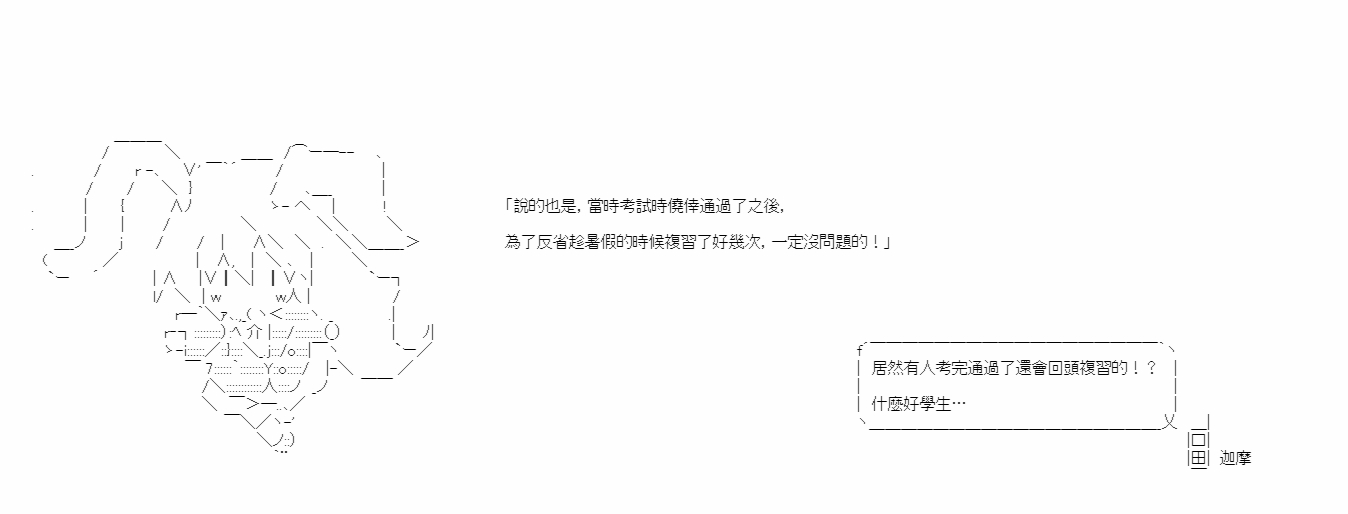 「說的也是，當時考試時僥倖通過了之後，
為了反省趁暑假的時候複習了好幾次，一定沒問題的！」
居然有人考完通過了還會回頭複習的！？
什麼好學生…
迦摩